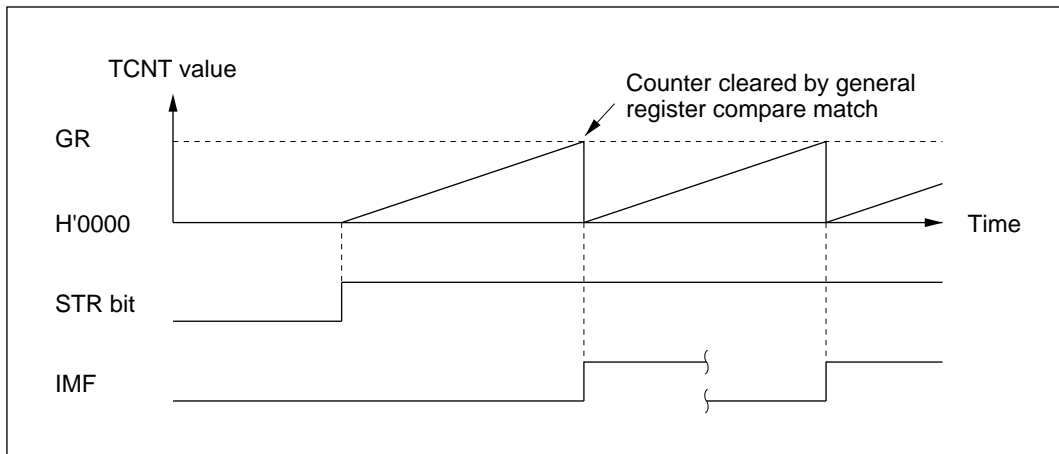 TCNT value
Counter cleared by general
register compare match
GR
H'0000
Time
STR bit
IMF